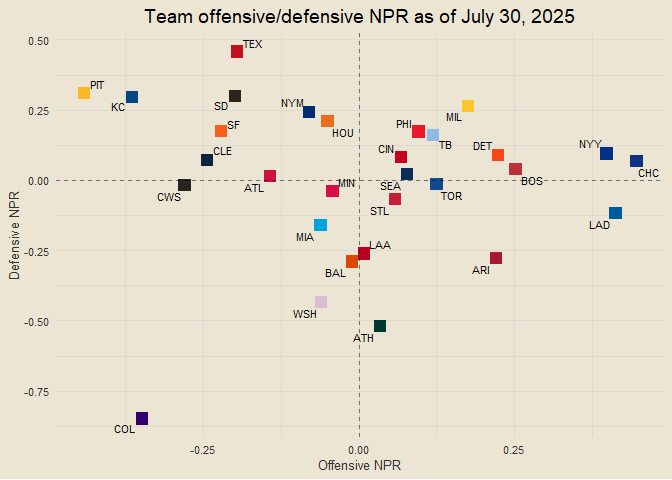 Team offensive/defensive NPR as of July 30, 2025
0.50
TEX
PIT
KC
SD
0.25
NYM
HOU
MIL
SF
PHI
TB
CLE
CIN
DET
NYY
CHC
BOS
0.00
CWS
ATL
MIN
SEA
TOR
STL
LAD
MIA
LAA
-0.25
BAL
ARI
WSH
-0.50
ATH
-0.75
COL
-0.25
0.00
0.25
Offensive NPR
Defensive NPR